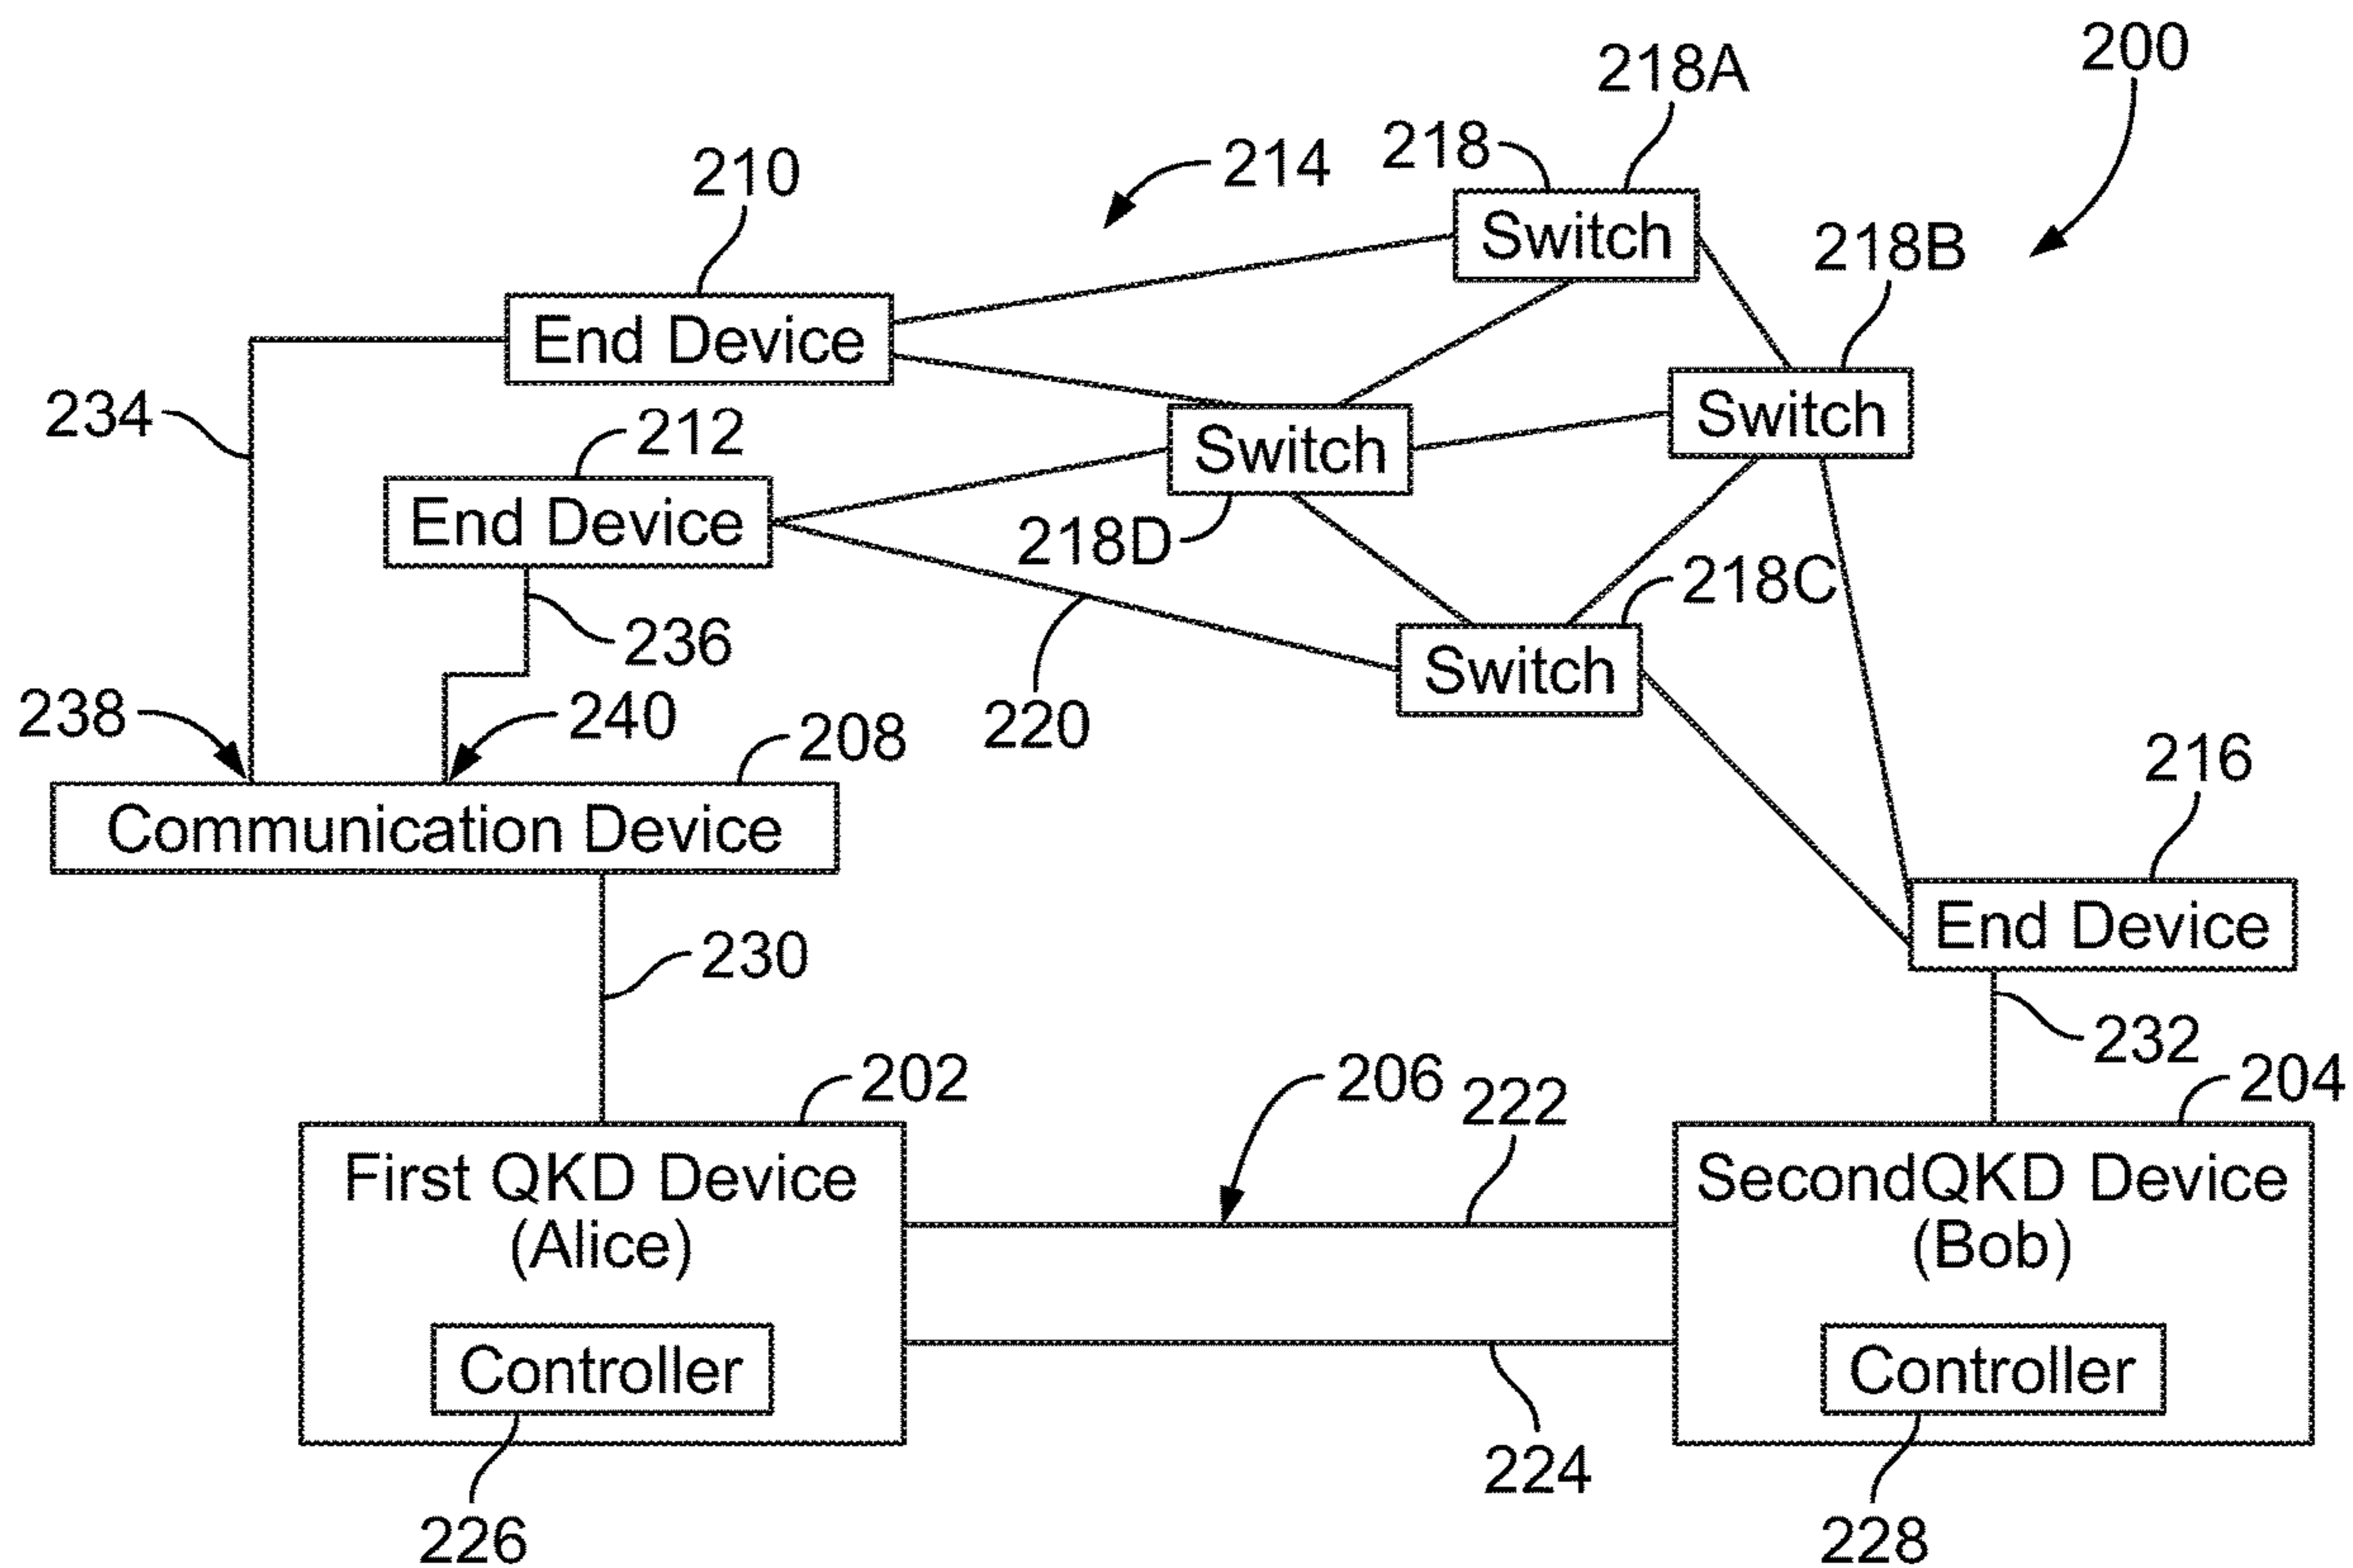 200
218A
218
214
210
Switch
218B
End Device
Switch
234
212
Switch
End Device
218D
218C
236
Switch
238
240
220
208
216
Communication Device
End Device
230
232
202
206
222
204
First QKD Device
(Alice)
SecondQKD Device
(Bob)
Controller
Controller
224
226
228